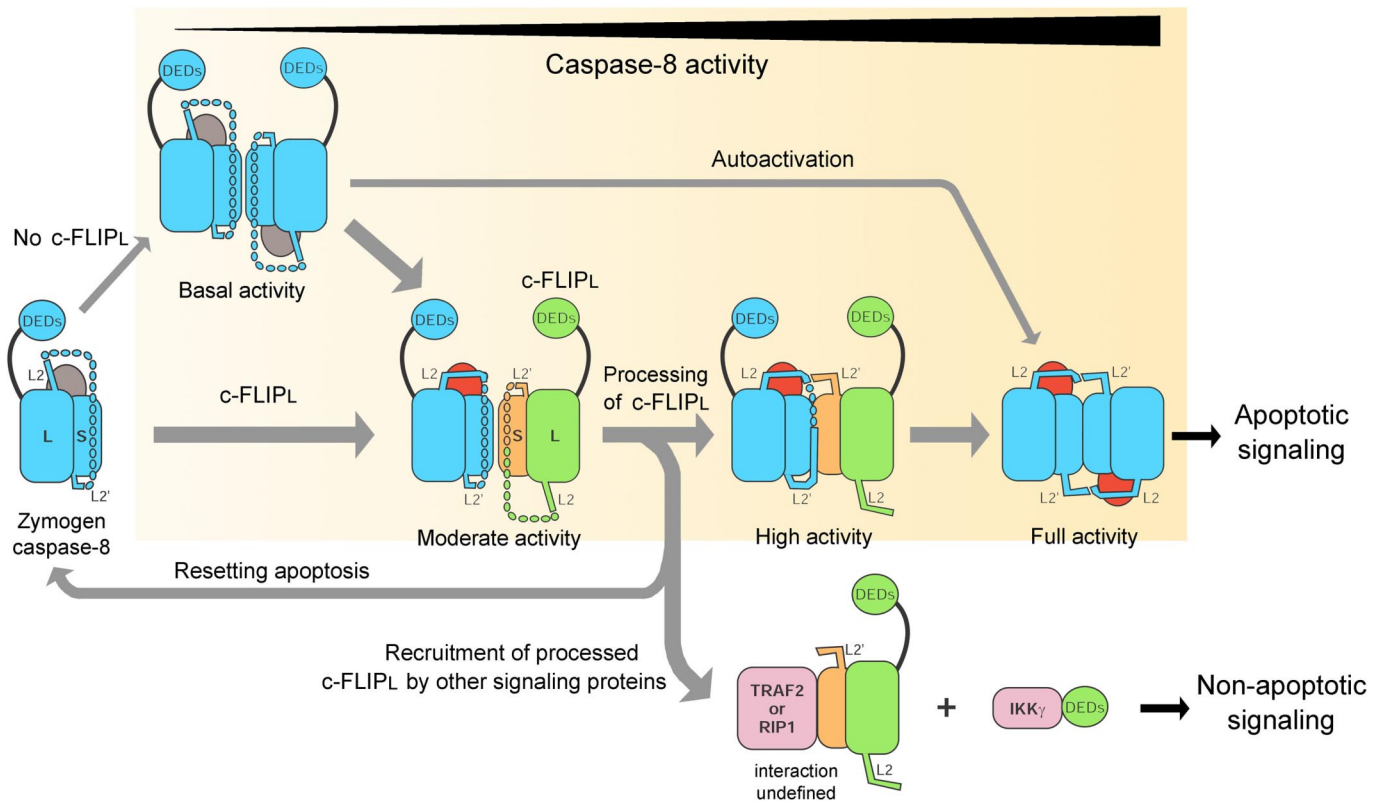 Caspase-8 activity
DEDs
DEDs
Autoactivation
No c-FLIPL
Basal activity
c-FLIPL
DEDs
DEDs
DEDs
DEDs
DEDs
L2
L
S
L2'
Zymogen
caspase-8
c-FLIPL
L2
L2'
L2'
S
L
L2
Moderate activity
Processing
of c-FLIPL
L2
L2'
L2'
L2
High activity
L2
L2'
L2'
L2
Full activity
Apoptotic
signaling
Resetting apoptosis
Recruitment of processed
c-FLIPL by other signaling proteins
DEDs
L2'
TRAF2
or
RIP1
L2
interaction
undefined
+
IKKγ
DEDs
Non-apoptotic
signaling